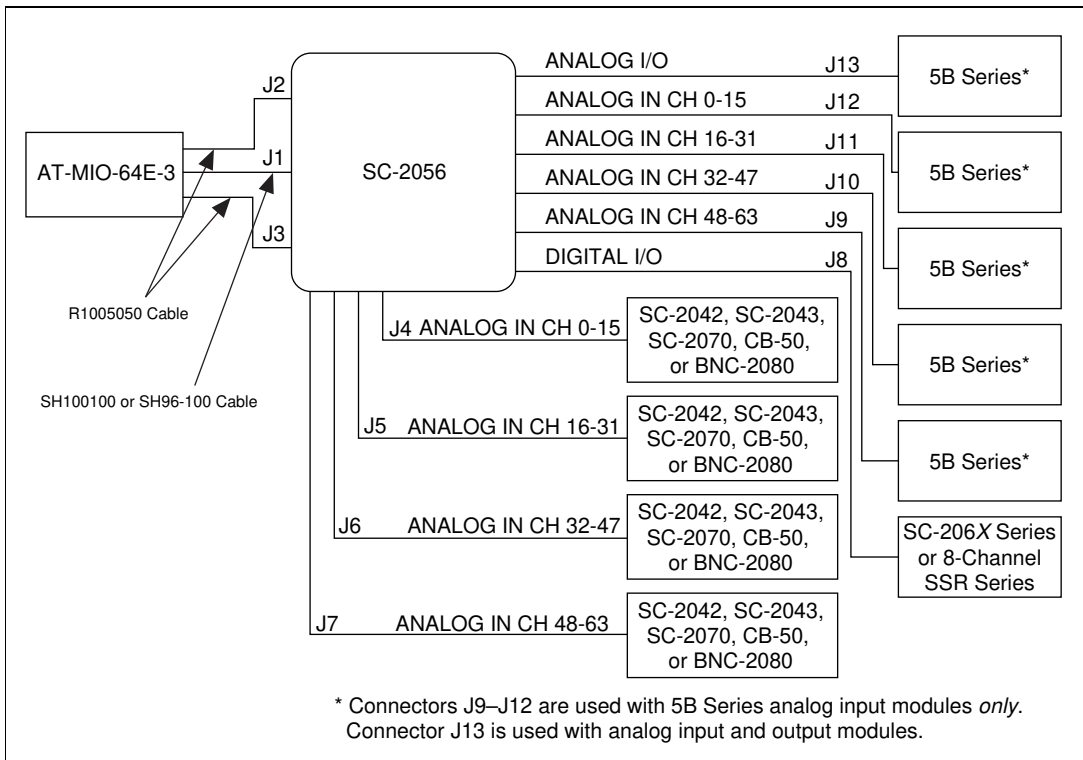 ANALOG I/O J13
5B Series*
J2
ANALOG IN CH 0-15 J12
AT-MIO-64E-3
J1
SC-2056
ANALOG IN CH 16-31 J11
5B Series*
ANALOG IN CH 32-47 J10
J3
ANALOG IN CH 48-63 J9
5B Series*
DIGITAL I/O J8
R1005050 Cable
J4 ANALOG IN CH 0-15
SC-2042, SC-2043,
SC-2070, CB-50,
or BNC-2080
5B Series*
SH100100 or SH96-100 Cable
J5 ANALOG IN CH 16-31
SC-2042, SC-2043,
SC-2070, CB-50,
or BNC-2080
5B Series*
J6 ANALOG IN CH 32-47
SC-2042, SC-2043,
SC-2070, CB-50,
or BNC-2080
SC-206X Series
or 8-Channel
SSR Series
J7 ANALOG IN CH 48-63
SC-2042, SC-2043,
SC-2070, CB-50,
or BNC-2080
* Connectors J9–J12 are used with 5B Series analog input modules only.
Connector J13 is used with analog input and output modules.